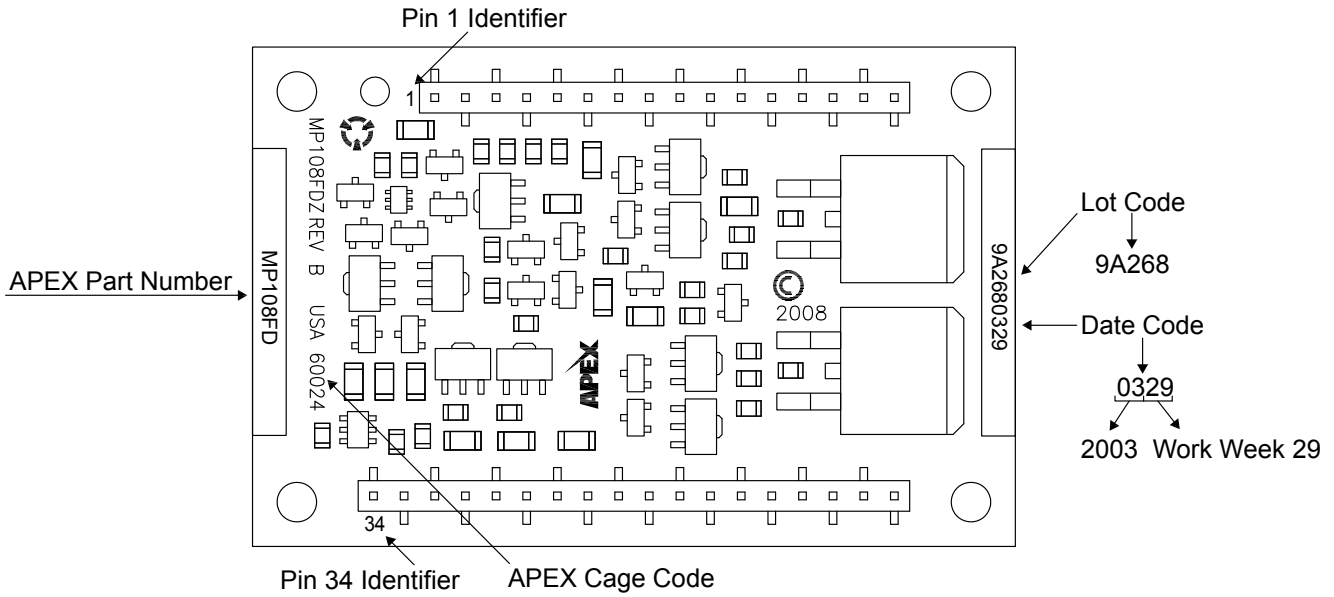 Pin 1 Identifier
1
MP108FDZ REV B USA 60024
MP108FD
APEX Part Number
APEX
©
2008
9A2680329
Lot Code
9A268
Date Code
0329
2003 Work Week 29
34
Pin 34 Identifier
APEX Cage Code